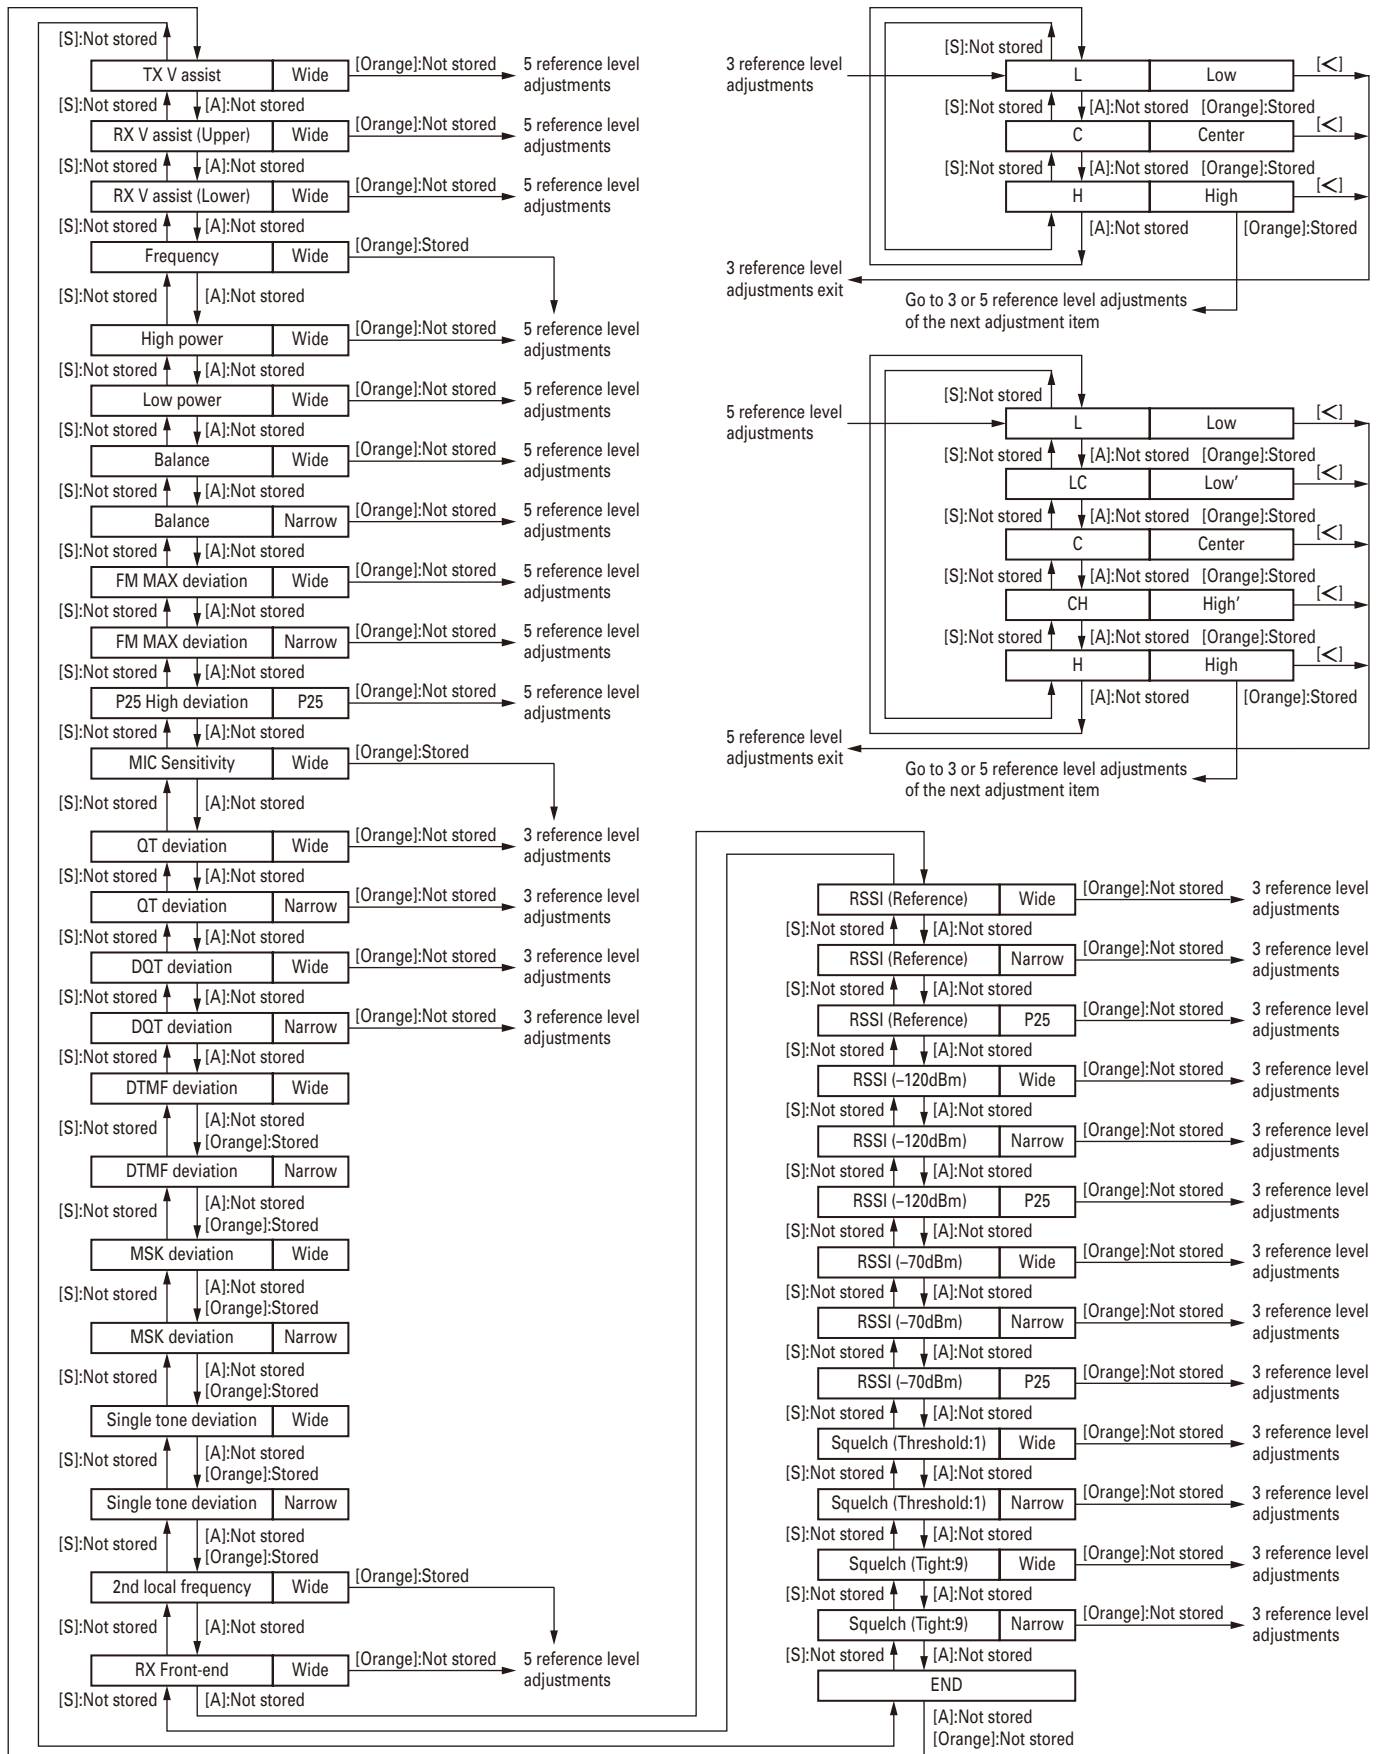 [S]:Not stored
TX V assist Wide [Orange]:Not stored 5 reference level
adjustments
[S]:Not stored [A]:Not stored
RX V assist (Upper) Wide [Orange]:Not stored 5 reference level
adjustments
[S]:Not stored [A]:Not stored
RX V assist (Lower) Wide [Orange]:Not stored 5 reference level
adjustments
[S]:Not stored [A]:Not stored
Frequency Wide [Orange]:Stored
[S]:Not stored [A]:Not stored
High power Wide [Orange]:Not stored 5 reference level
adjustments
[S]:Not stored [A]:Not stored
Low power Wide [Orange]:Not stored 5 reference level
adjustments
[S]:Not stored [A]:Not stored
Balance Wide [Orange]:Not stored 5 reference level
adjustments
[S]:Not stored [A]:Not stored
Balance Narrow [Orange]:Not stored 5 reference level
adjustments
[S]:Not stored [A]:Not stored
FM MAX deviation Wide [Orange]:Not stored 5 reference level
adjustments
[S]:Not stored [A]:Not stored
FM MAX deviation Narrow [Orange]:Not stored 5 reference level
adjustments
[S]:Not stored [A]:Not stored
P25 High deviation P25 [Orange]:Not stored 5 reference level
adjustments
[S]:Not stored [A]:Not stored
MIC Sensitivity Wide [Orange]:Stored
[S]:Not stored [A]:Not stored
QT deviation Wide [Orange]:Not stored 3 reference level
adjustments
[S]:Not stored [A]:Not stored
QT deviation Narrow [Orange]:Not stored 3 reference level
adjustments
[S]:Not stored [A]:Not stored
DQT deviation Wide [Orange]:Not stored 3 reference level
adjustments
[S]:Not stored [A]:Not stored
DQT deviation Narrow [Orange]:Not stored 3 reference level
adjustments
[S]:Not stored [A]:Not stored
DTMF deviation Wide
[S]:Not stored [A]:Not stored
[Orange]:Stored
DTMF deviation Narrow
[S]:Not stored [A]:Not stored
[Orange]:Stored
MSK deviation Wide
[S]:Not stored [A]:Not stored
[Orange]:Stored
MSK deviation Narrow
[S]:Not stored [A]:Not stored
[Orange]:Stored
Single tone deviation Wide
[S]:Not stored [A]:Not stored
[Orange]:Stored
Single tone deviation Narrow
[S]:Not stored [A]:Not stored
[Orange]:Stored
2nd local frequency Wide [Orange]:Stored
[S]:Not stored [A]:Not stored
RX Front-end Wide [Orange]:Not stored 5 reference level
adjustments
[S]:Not stored [A]:Not stored
[S]:Not stored
3 reference level
adjustments
L Low [<]
[S]:Not stored [A]:Not stored [Orange]:Stored
C Center [<]
[S]:Not stored [A]:Not stored [Orange]:Stored
H High [<]
[A]:Not stored [Orange]:Stored
3 reference level
adjustments exit
Go to 3 or 5 reference level adjustments
of the next adjustment item
[S]:Not stored
5 reference level
adjustments
L Low [<]
[S]:Not stored [A]:Not stored [Orange]:Stored
LC Low' [<]
[S]:Not stored [A]:Not stored [Orange]:Stored
C Center [<]
[S]:Not stored [A]:Not stored [Orange]:Stored
CH High' [<]
[S]:Not stored [A]:Not stored [Orange]:Stored
H High [<]
[A]:Not stored [Orange]:Stored
5 reference level
adjustments exit
Go to 3 or 5 reference level adjustments
of the next adjustment item
RSSI (Reference) Wide [Orange]:Not stored 3 reference level
adjustments
[S]:Not stored [A]:Not stored
RSSI (Reference) Narrow [Orange]:Not stored 3 reference level
adjustments
[S]:Not stored [A]:Not stored
RSSI (Reference) P25 [Orange]:Not stored 3 reference level
adjustments
[S]:Not stored [A]:Not stored
RSSI (–120dBm) Wide [Orange]:Not stored 3 reference level
adjustments
[S]:Not stored [A]:Not stored
RSSI (–120dBm) Narrow [Orange]:Not stored 3 reference level
adjustments
[S]:Not stored [A]:Not stored
RSSI (–120dBm) P25 [Orange]:Not stored 3 reference level
adjustments
[S]:Not stored [A]:Not stored
RSSI (–70dBm) Wide [Orange]:Not stored 3 reference level
adjustments
[S]:Not stored [A]:Not stored
RSSI (–70dBm) Narrow [Orange]:Not stored 3 reference level
adjustments
[S]:Not stored [A]:Not stored
RSSI (–70dBm) P25 [Orange]:Not stored 3 reference level
adjustments
[S]:Not stored [A]:Not stored
Squelch (Threshold:1) Wide [Orange]:Not stored 3 reference level
adjustments
[S]:Not stored [A]:Not stored
Squelch (Threshold:1) Narrow [Orange]:Not stored 3 reference level
adjustments
[S]:Not stored [A]:Not stored
Squelch (Tight:9) Wide [Orange]:Not stored 3 reference level
adjustments
[S]:Not stored [A]:Not stored
Squelch (Tight:9) Narrow [Orange]:Not stored 3 reference level
adjustments
[S]:Not stored [A]:Not stored
END
[A]:Not stored
[Orange]:Not stored